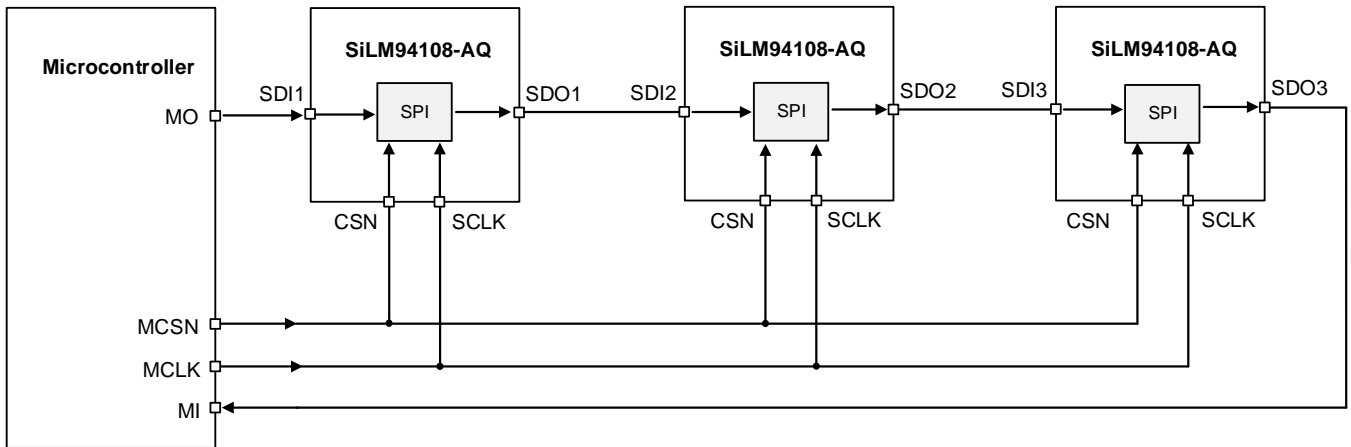 SiLM94108-AQ
SiLM94108-AQ
SiLM94108-AQ
Microcontroller
MO
SDI1
SPI
SDO1
SDI2
SPI
SDO2
SDI3
SPI
SDO3
CSN
SCLK
CSN
SCLK
CSN
SCLK
MCSN
MCLK
MI